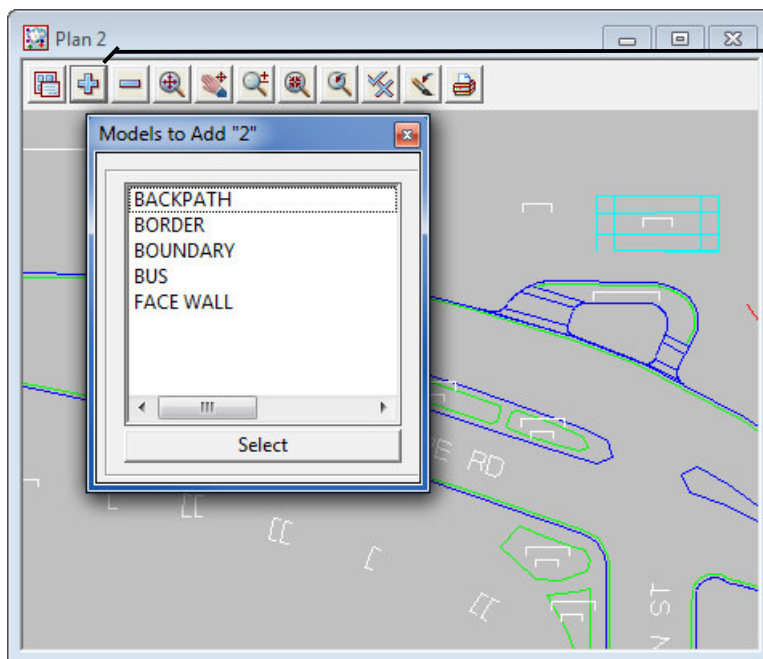 Plan 2
Models to Add "2"
BACKPATH
BORDER
BOUNDARY
BUS
FACE WALL
Select
RD
ST